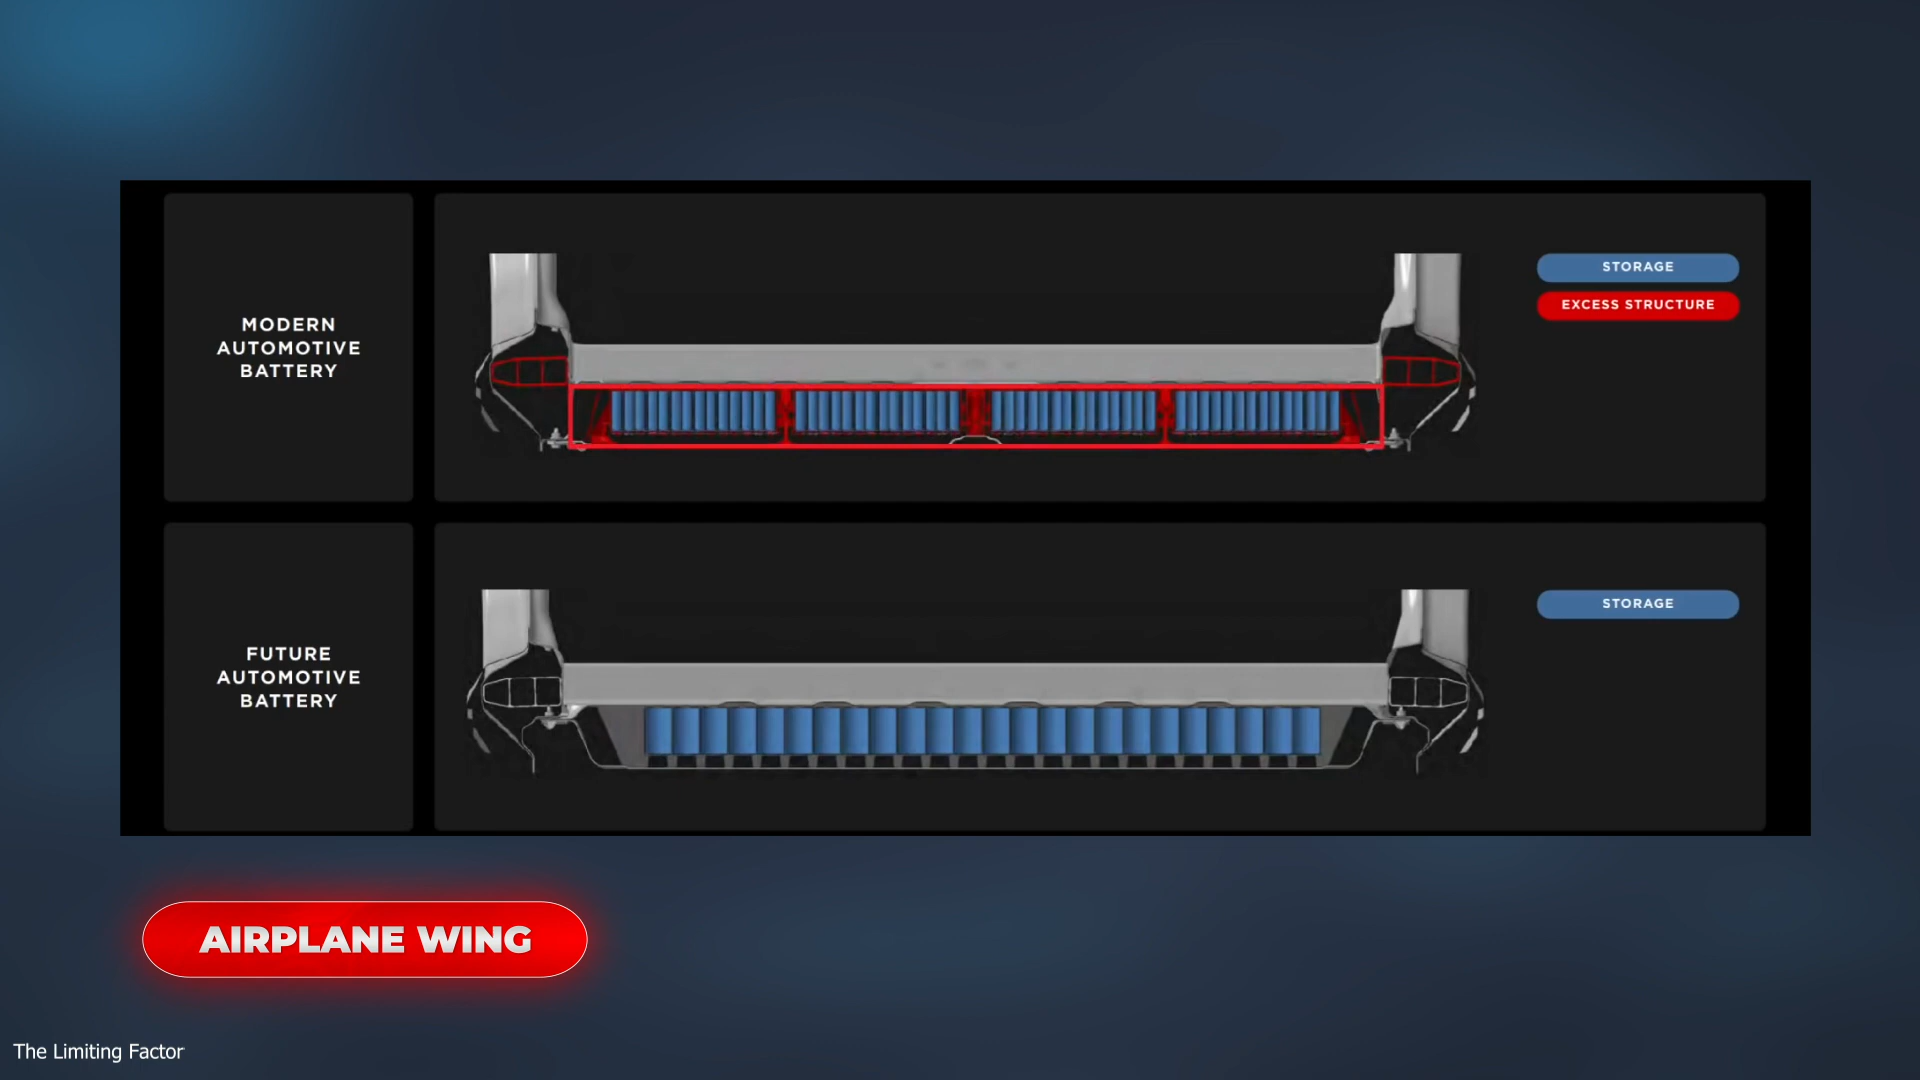 MODERN
AUTOMOTIVE
BATTERY
STORAGE
EXCESS STRUCTURE
FUTURE
AUTOMOTIVE
BATTERY
STORAGE
AIRPLANE WING
The Limiting Factor